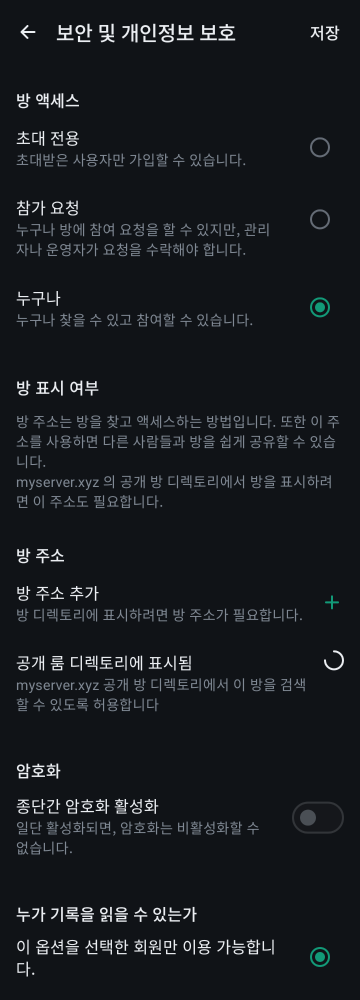 보안 및 개인정보 보호
저장
방 액세스
초대 전용
초대받은 사용자만 가입할 수 있습니다.
참가 요청
누구나 방에 참여 요청을 할 수 있지만, 관리
자나 운영자가 요청을 수락해야 합니다.
누구나
누구나 찾을 수 있고 참여할 수 있습니다.
방 표시 여부
방 주소는 방을 찾고 액세스하는 방법입니다. 또한 이 주
소를 사용하면 다른 사람들과 방을 쉽게 공유할 수 있습
니다.
myserver.xyz 의 공개 방 디렉토리에서 방을 표시하려
면 이 주소도 필요합니다.
방 주소
방 주소 추가
방 디렉토리에 표시하려면 방 주소가 필요합니다.
공개 룸 디렉토리에 표시됨
myserver.xyz 공개 방 디렉토리에서 이 방을 검색
할 수 있도록 허용합니다
암호화
종단간 암호화 활성화
일단 활성화되면, 암호화는 비활성화할 수
없습니다.
누가 기록을 읽을 수 있는가
이 옵션을 선택한 회원만 이용 가능합니
다.